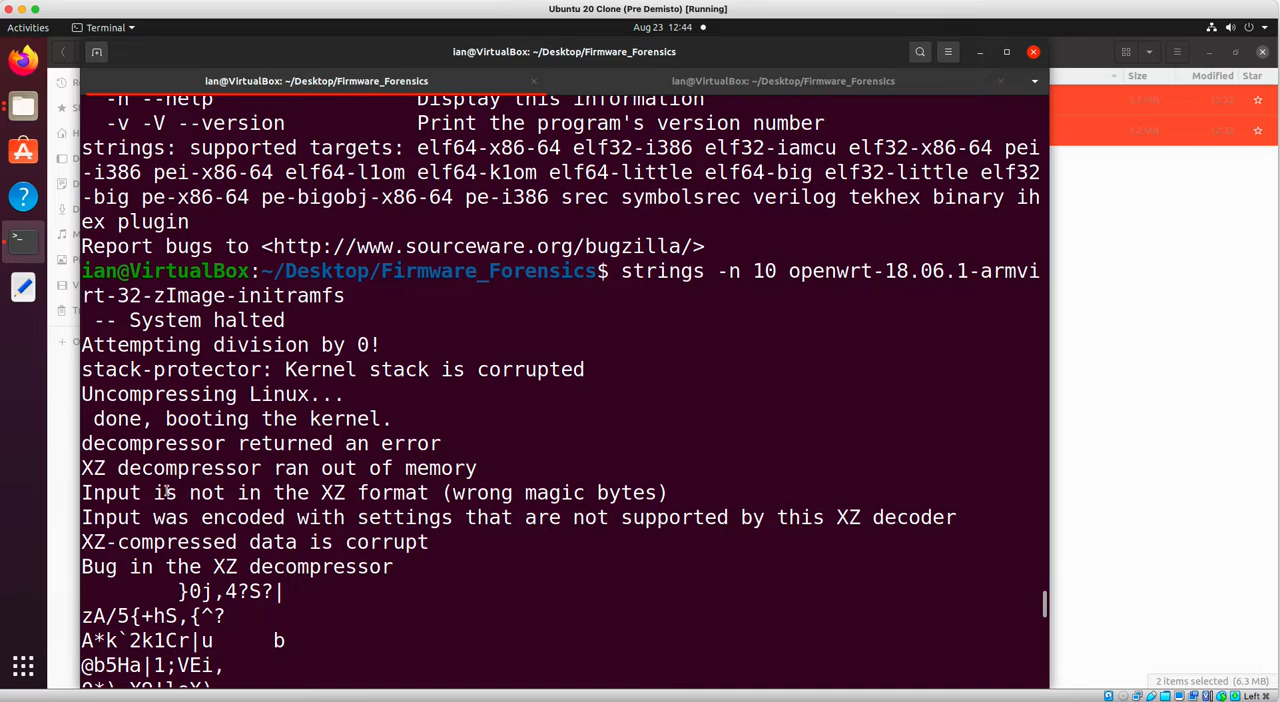 Ubuntu 20 Clone (Pre Demisto) [Running]
Activities
Terminal
Aug 23 12:44
ian@VirtualBox: ~/Desktop/Firmware_Forensics
ian@VirtualBox: ~/Desktop/Firmware_Forensics
ian@VirtualBox: ~/Desktop/Firmware_Forensics
Size
Modified
Star
-h --help Display this information
-v -V --version Print the program's version number
strings: supported targets: elf64-x86-64 elf32-i386 elf32-iamcu elf32-x86-64 pei
-i386 pei-x86-64 elf64-l1om elf64-k1om elf64-little elf64-big elf32-little elf32
-big pe-x86-64 pe-bigobj-x86-64 pe-i386 srec symbolsrec verilog tekhex binary ih
ex plugin
Report bugs to <http://www.sourceware.org/bugzilla/>
ian@VirtualBox:~/Desktop/Firmware_Forensics$ strings -n 10 openwrt-18.06.1-armvi
rt-32-zImage-initramfs
-- System halted
Attempting division by 0!
stack-protector: Kernel stack is corrupted
Uncompressing Linux...
done, booting the kernel.
decompressor returned an error
XZ decompressor ran out of memory
Input is not in the XZ format (wrong magic bytes)
Input was encoded with settings that are not supported by this XZ decoder
XZ-compressed data is corrupt
Bug in the XZ decompressor
}0j,4?S?|
zA/5{+hS,{^?
A*k`2k1Cr|u b
@b5Ha|1;VEi,
2 items selected (6.3 MB)
Left ⌘